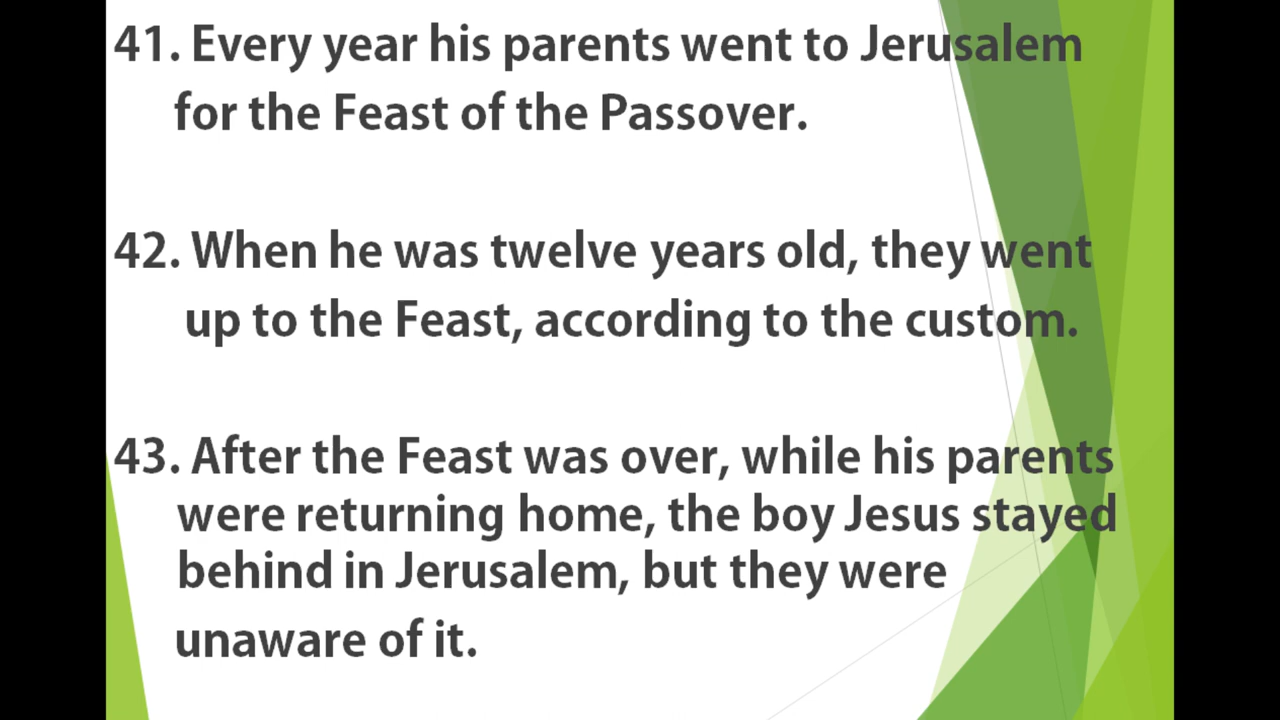 41. Every year his parents went to Jerusalem
for the Feast of the Passover.
42. When he was twelve years old, they went
up to the Feast, according to the custom.
43. After the Feast was over, while his parents
were returning home, the boy Jesus stayed
behind in Jerusalem, but they were
unaware of it.